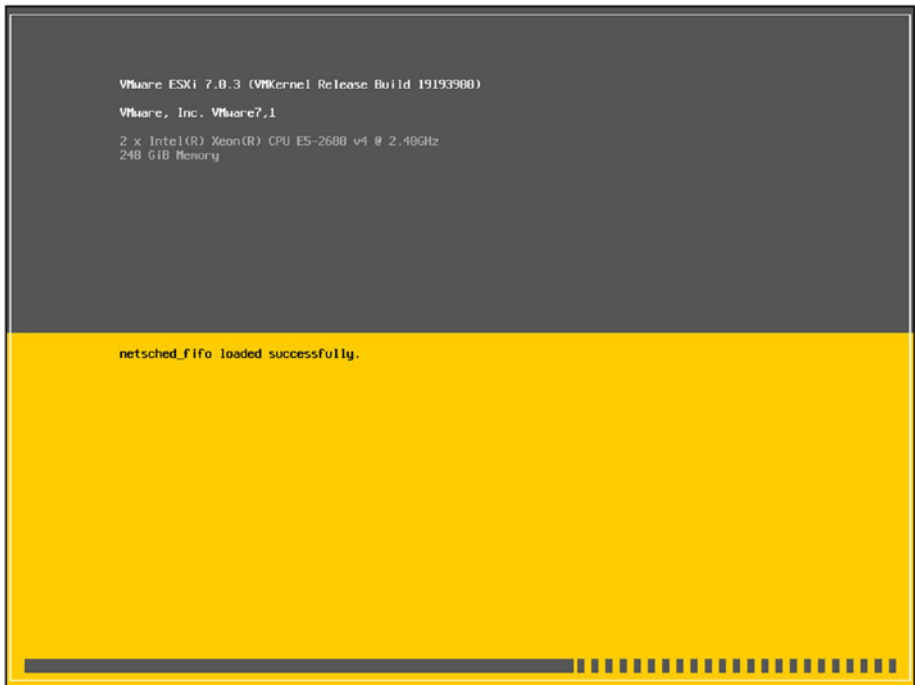 VMware ESXi 7.0.3 (VMKernel Release Build 19193900)
VMware, Inc. VMware7,1
2 x Intel(R) Xeon(R) CPU E5-2680 v4 @ 2.40GHz
248 GiB Memory
netsched_fifo loaded successfully.